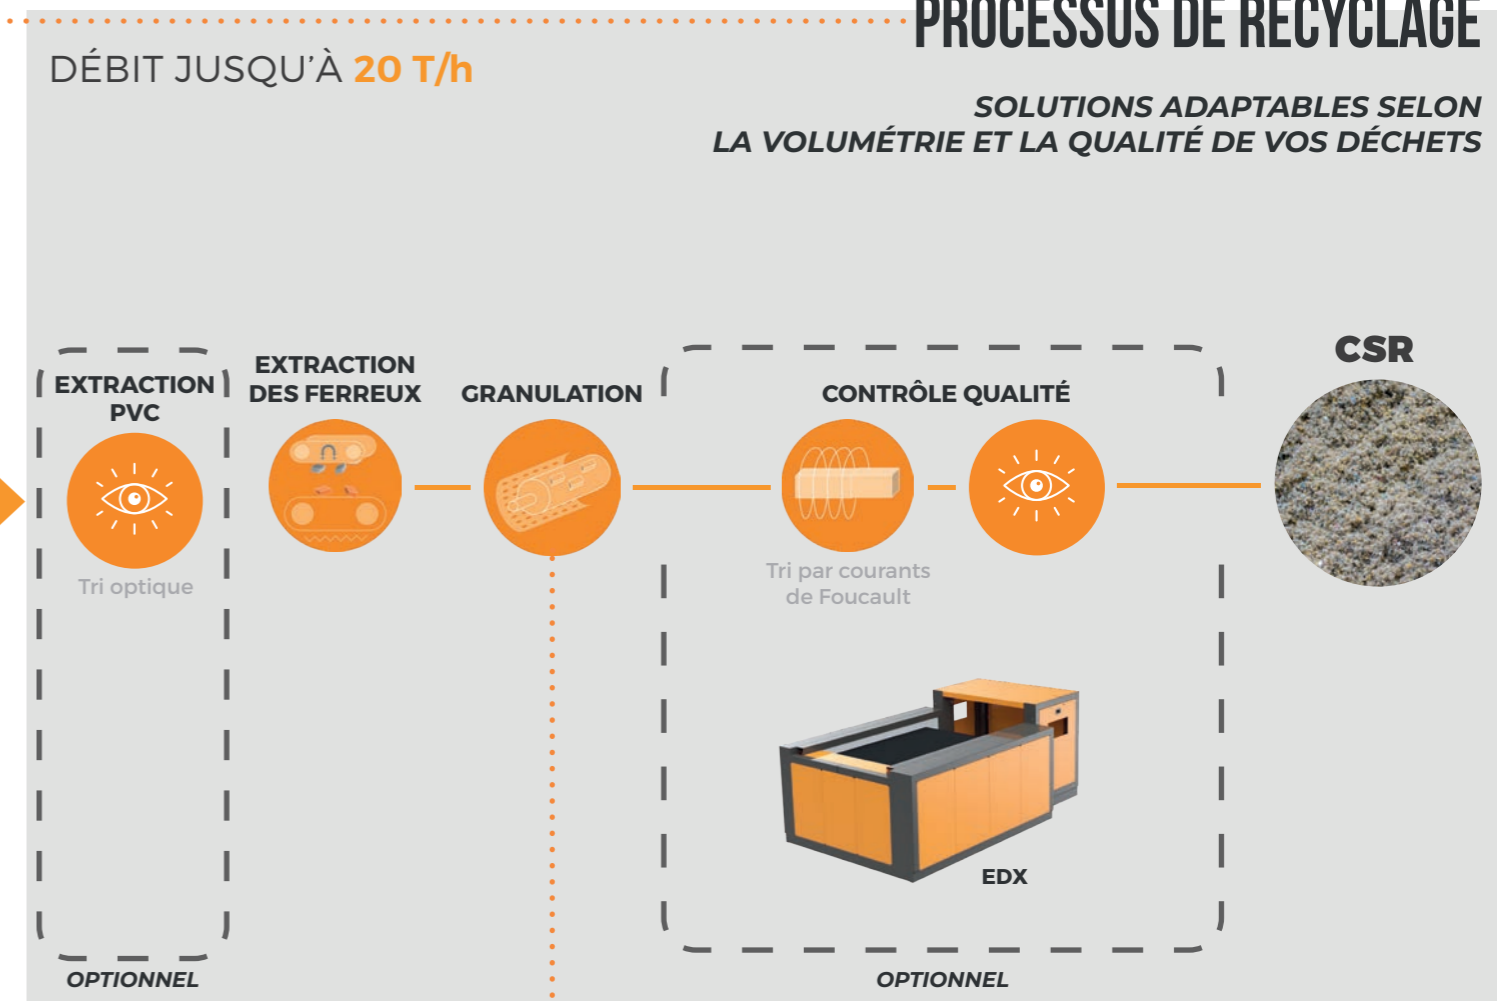 PROCESSUS DE RECYCLAGE
DÉBIT JUSQU'À 20 T/h
SOLUTIONS ADAPTABLES SELON
LA VOLUMÉTRIE ET LA QUALITÉ DE VOS DÉCHETS
EXTRACTION
PVC
Tri optique
OPTIONNEL
EXTRACTION
DES FERREUX
GRANULATION
CONTRÔLE QUALITÉ
Tri par courants
de Foucault
EDX
OPTIONNEL
CSR